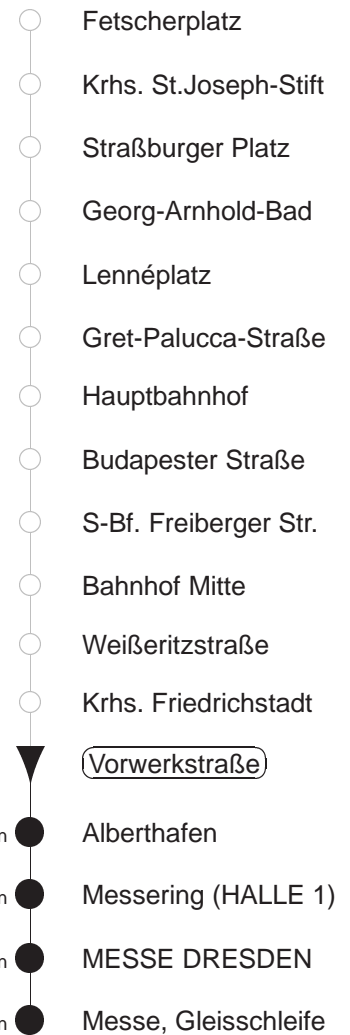 Fetscherplatz
Krhs. St.Joseph-Stift
Straßburger Platz
Georg-Arnhold-Bad
Lennéplatz
Gret-Palucca-Straße
Hauptbahnhof
Budapester Straße
S-Bf. Freiberger Str.
Bahnhof Mitte
Weißeritzstraße
Krhs. Friedrichstadt
Vorwerkstraße
Alberthafen
Messering (HALLE 1)
MESSE DRESDEN
Messe, Gleisschleife